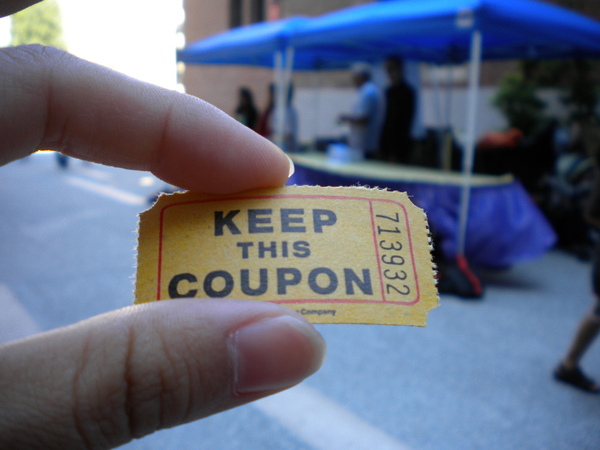 KEEP
THIS
COUPON
713932
Company